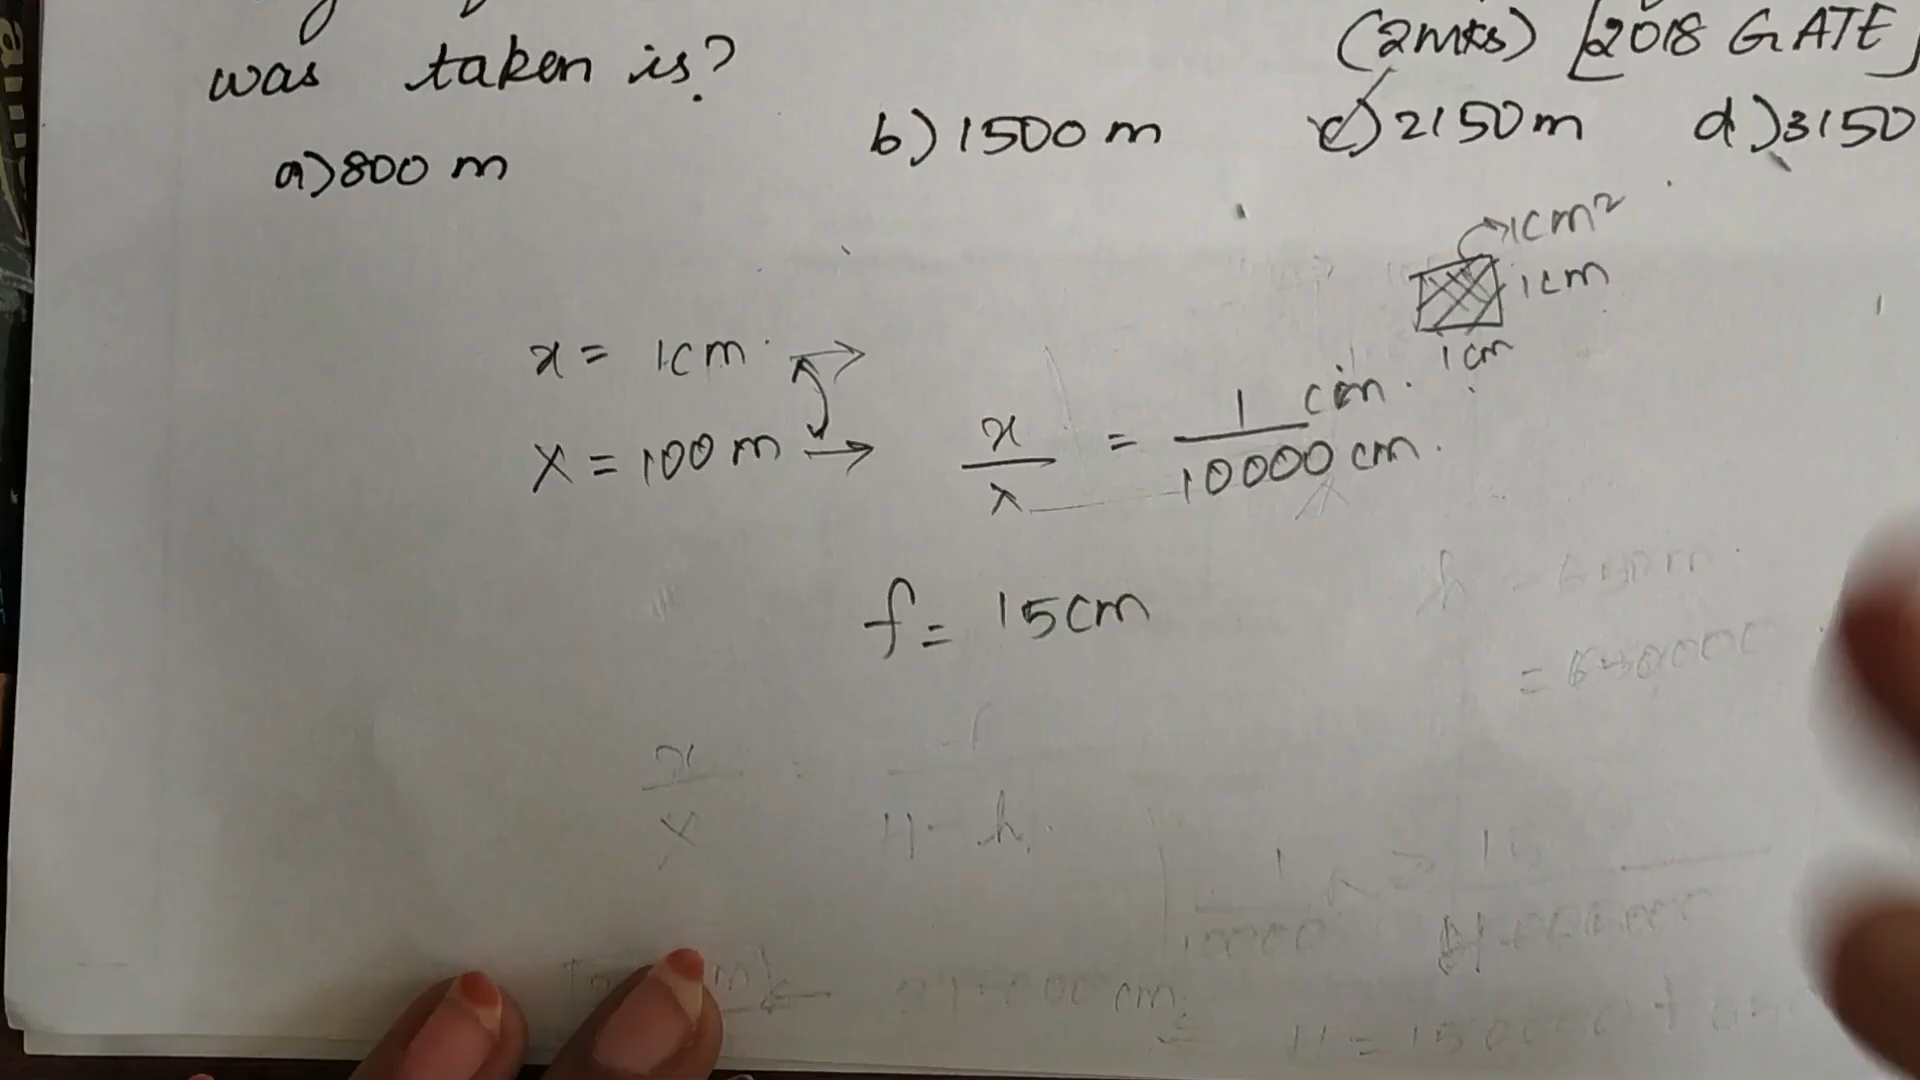 was taken is?
(2mks) [2018 GATE]
a) 800 m b) 1500 m c) 2150 m d) 3150
1cm²
1cm
1cm
x = 1cm
X = 100 m
x/X = 1 cm / 10000 cm.
f = 15cm